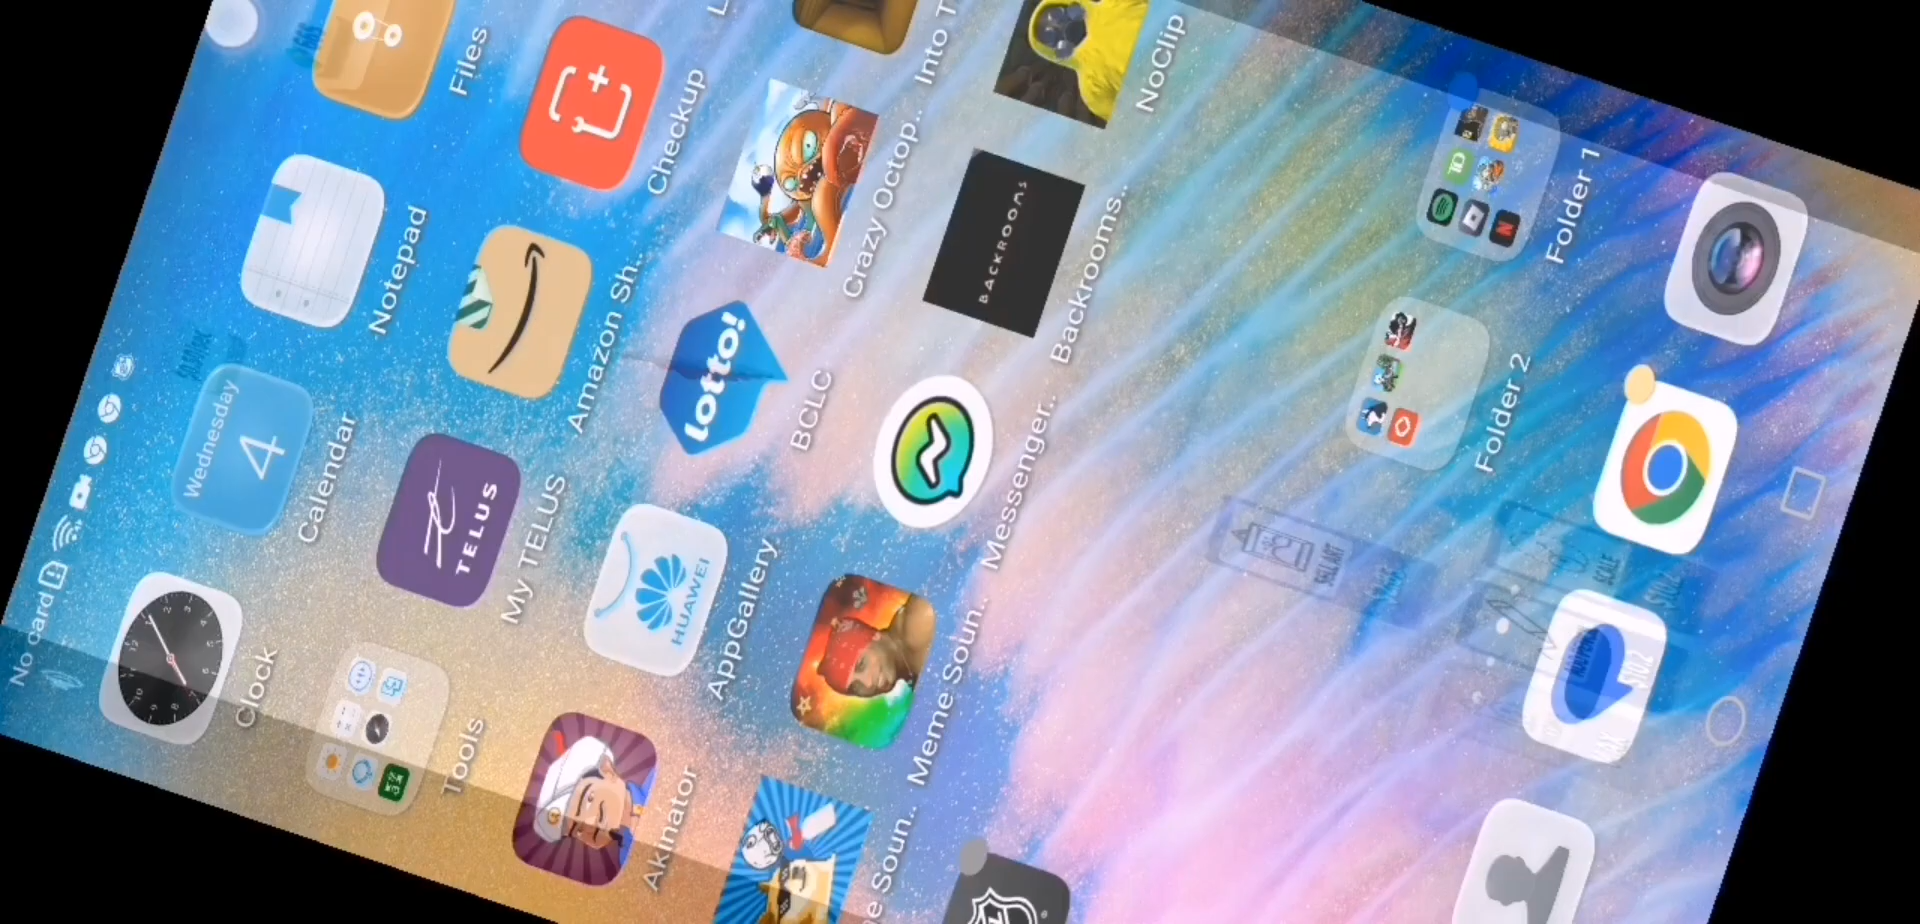 No card
Wednesday
4
Clock
Calendar
Notepad
Files
TELUS
Tools
My TELUS
Amazon Sh..
Checkup
HUAWEI
lotto!
Akinator
AppGallery
BCLC
Crazy Octop..
Into T
BACKROOMS
e Soun..
Meme Soun..
Messenger..
Backrooms..
NoClip
Folder 2
Folder 1
SCALE